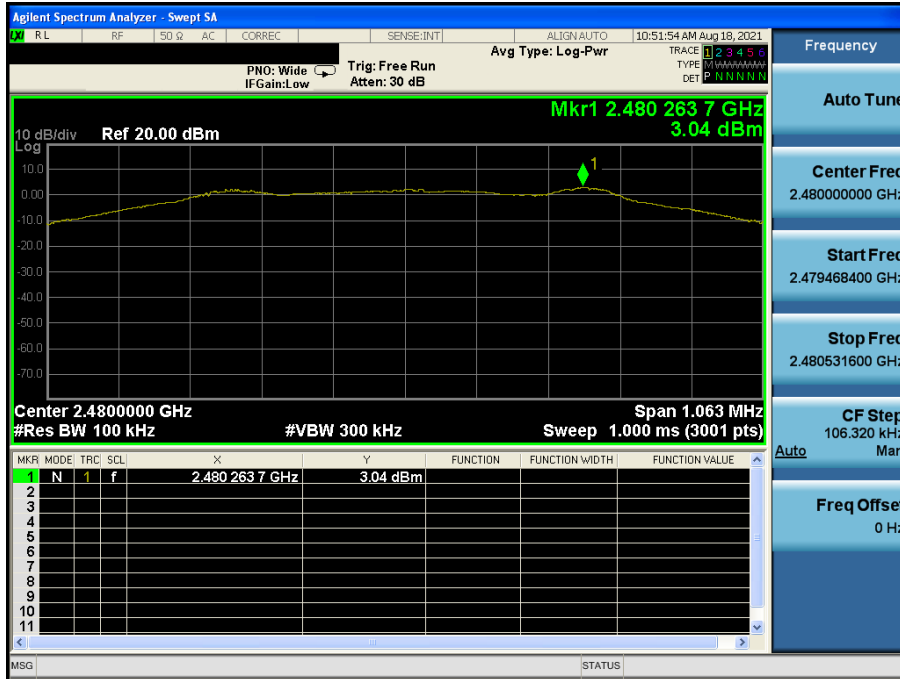 Agilent Spectrum Analyzer - Swept SA
LXI RL RF 50 Ω AC CORREC SENSE:INT ALIGN AUTO 10:51:54 AM Aug 18, 2021
Avg Type: Log-Pwr
TRACE 1 2 3 4 5 6
TYPE M WWWWW
DET P N N N N N
PNO: Wide
IFGain:Low
Trig: Free Run
Atten: 30 dB
Mkr1 2.480 263 7 GHz
3.04 dBm
10 dB/div Ref 20.00 dBm
Log
10.0
0.00
-10.0
-20.0
-30.0
-40.0
-50.0
-60.0
-70.0
1
Center 2.4800000 GHz Span 1.063 MHz
#Res BW 100 kHz #VBW 300 kHz Sweep 1.000 ms (3001 pts)
MKR MODE TRC SCL X Y FUNCTION FUNCTION WIDTH FUNCTION VALUE
1 N 1 f 2.480 263 7 GHz 3.04 dBm
2
3
4
5
6
7
8
9
10
11
MSG STATUS
Frequency
Auto Tune
Center Freq
2.480000000 GHz
Start Freq
2.479468400 GHz
Stop Freq
2.480531600 GHz
CF Step
106.320 kHz
Auto Man
Freq Offset
0 Hz